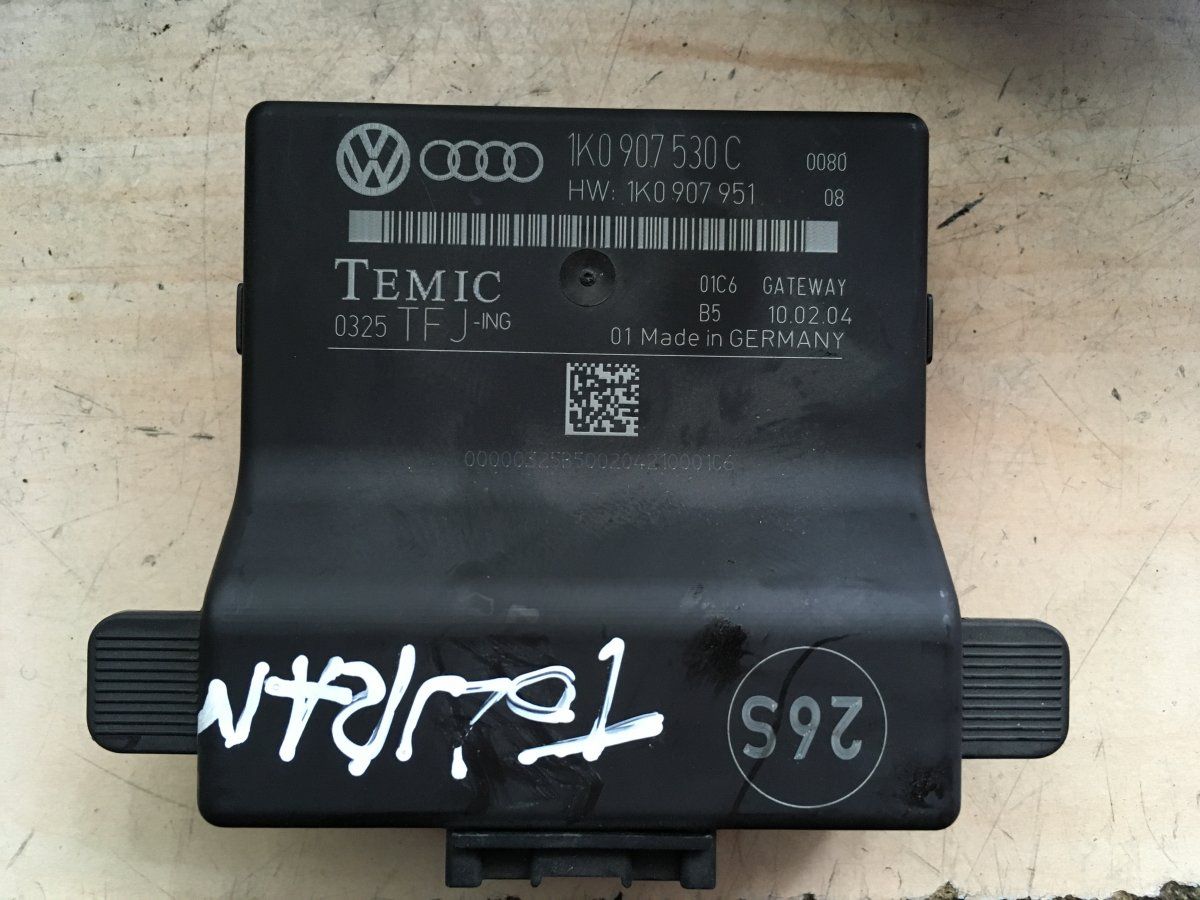 1K0 907 530 C
0080
HW: 1K0 907 951
08
TEMIC
01C6 GATEWAY
0325 TFJ-ING
B5 10.02.04
01 Made in GERMANY
00000325B500204210001C6
TOURAN
26S